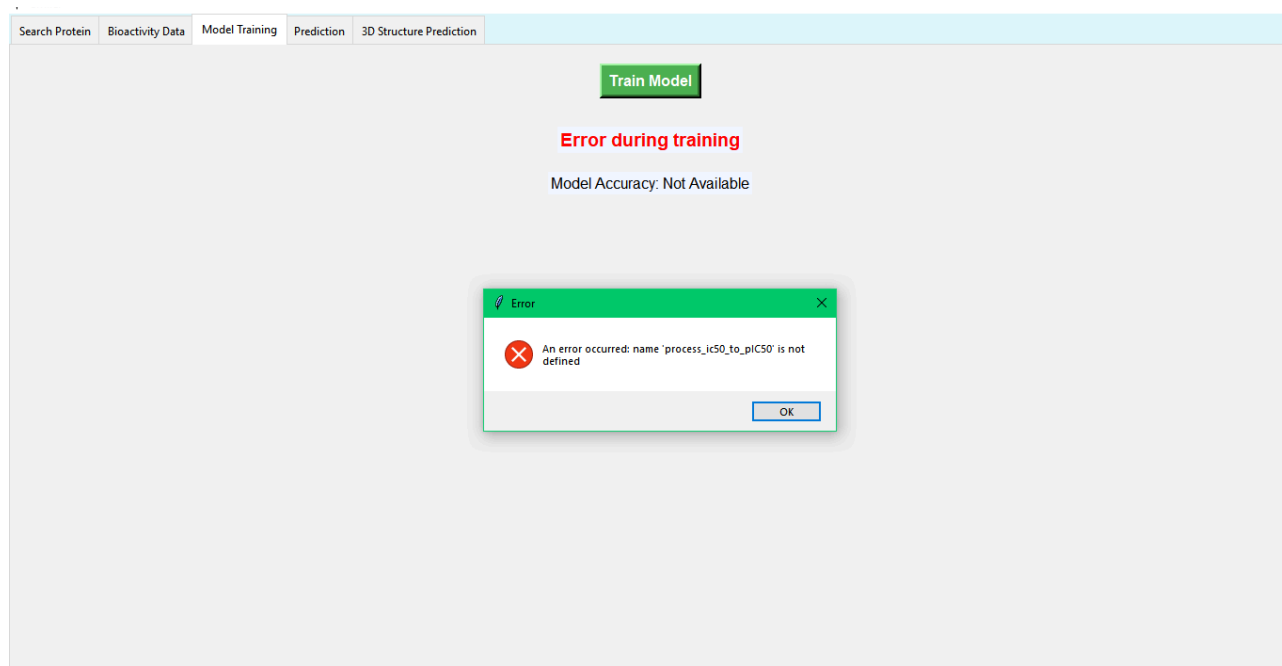 Search Protein Bioactivity Data Model Training Prediction 3D Structure Prediction
Train Model
Error during training
Model Accuracy: Not Available
Error
An error occurred: name 'process_ic50_to_pIC50' is not
defined
OK